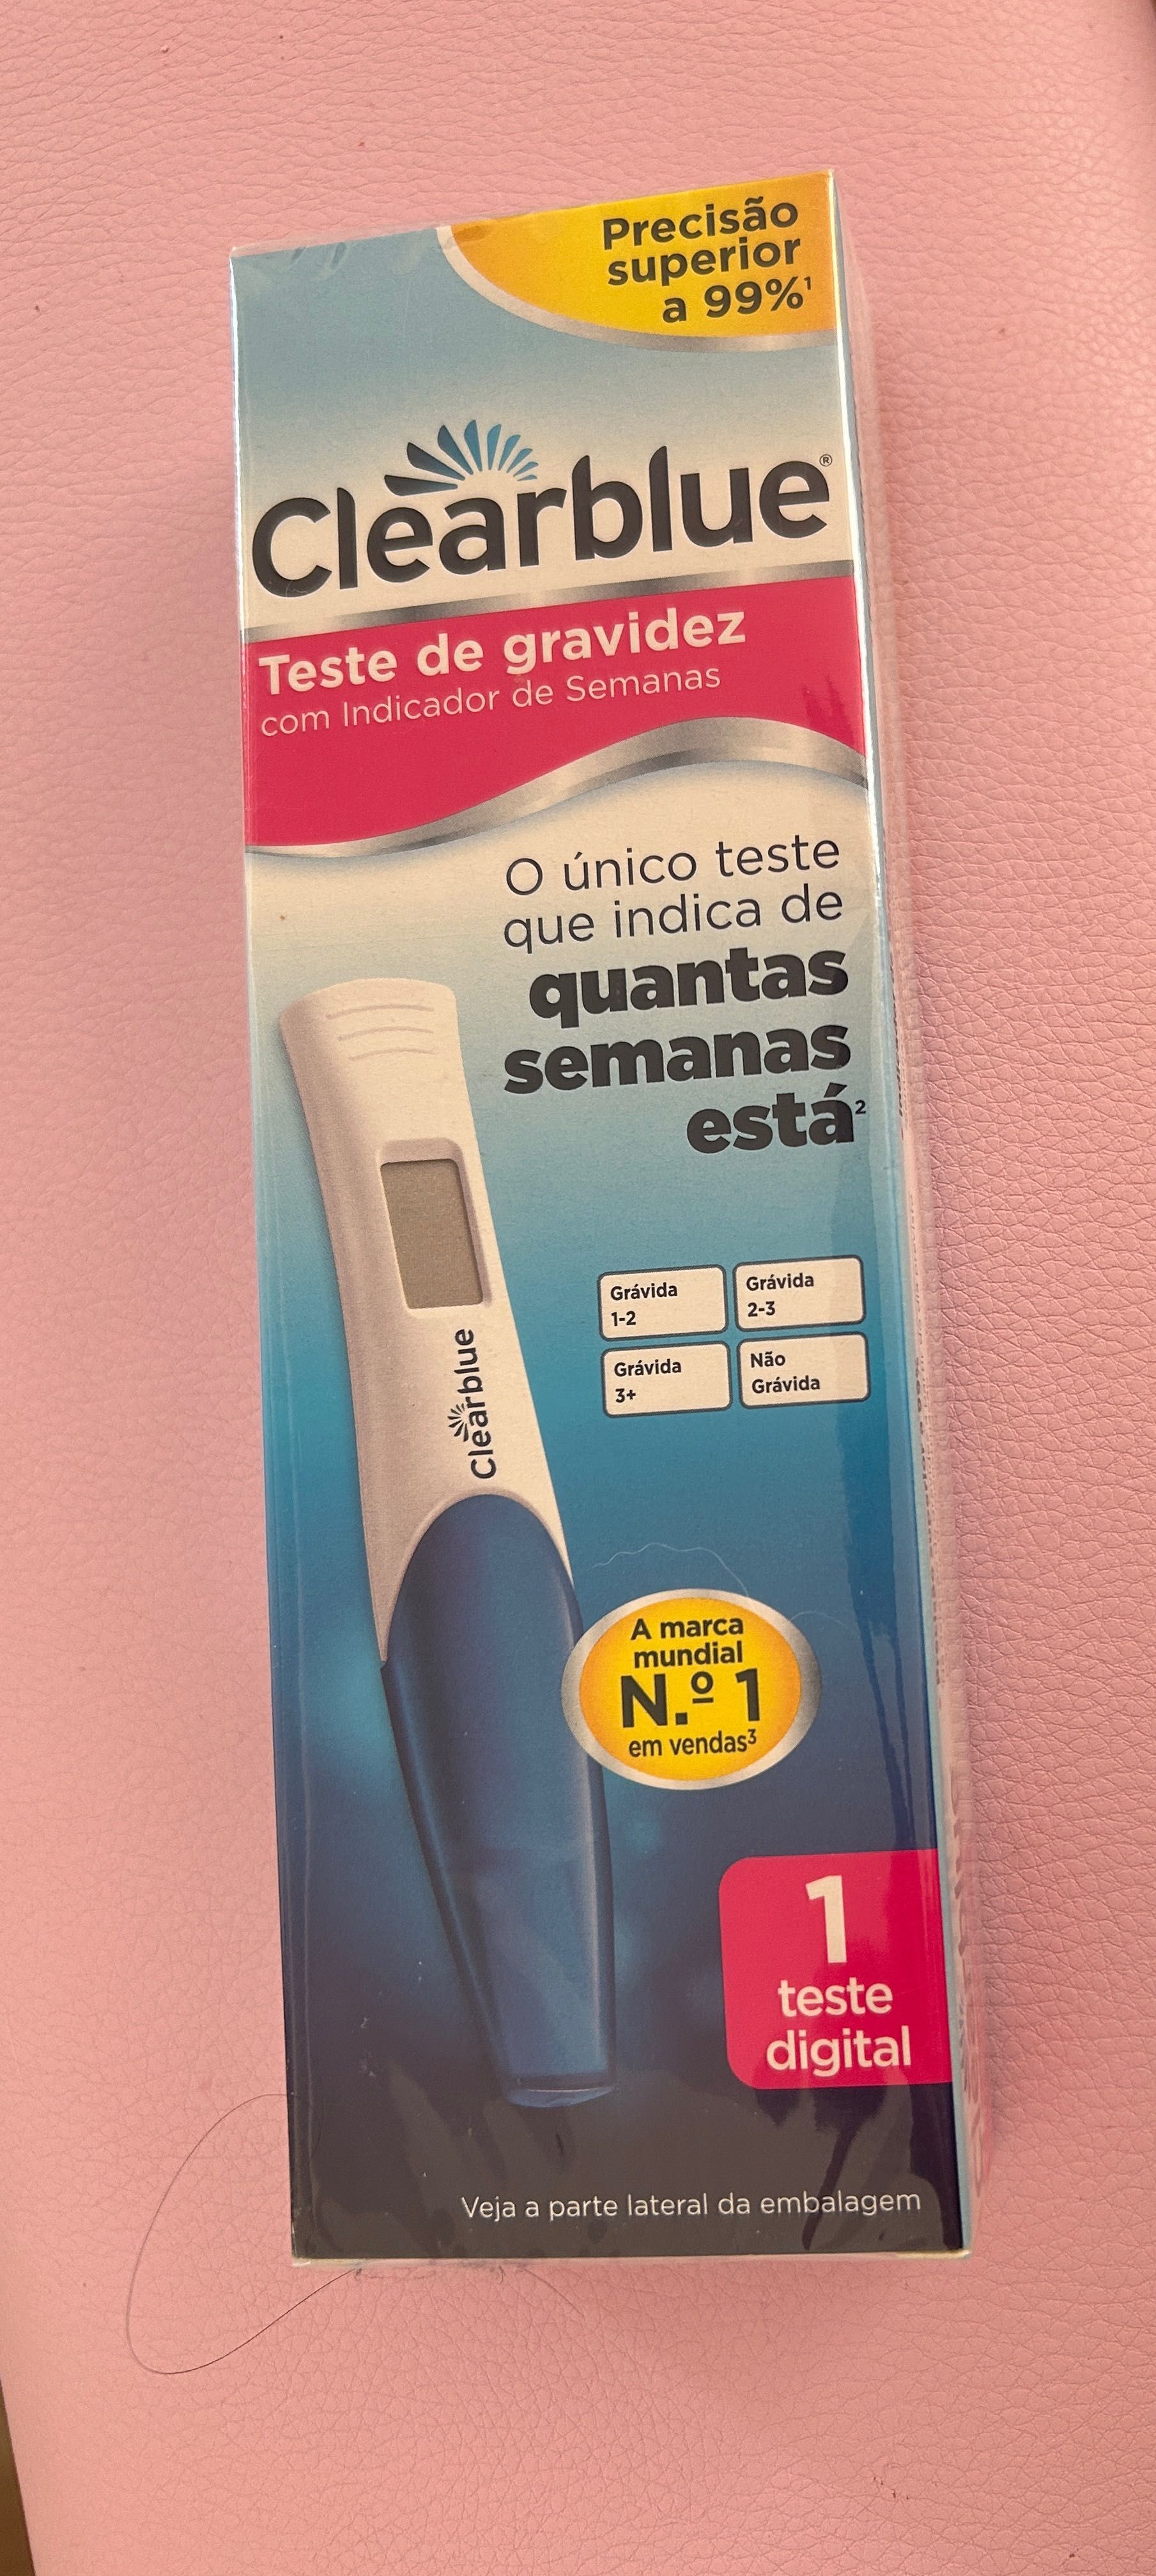 Precisão
superior
a 99%¹
Clearblue®
Teste de gravidez
com Indicador de Semanas
O único teste
que indica de
quantas
semanas
está²
Grávida
1-2
Grávida
2-3
Grávida
3+
Não
Grávida
Clearblue
A marca
mundial
N.º 1
em vendas³
1
teste
digital
Veja a parte lateral da embalagem